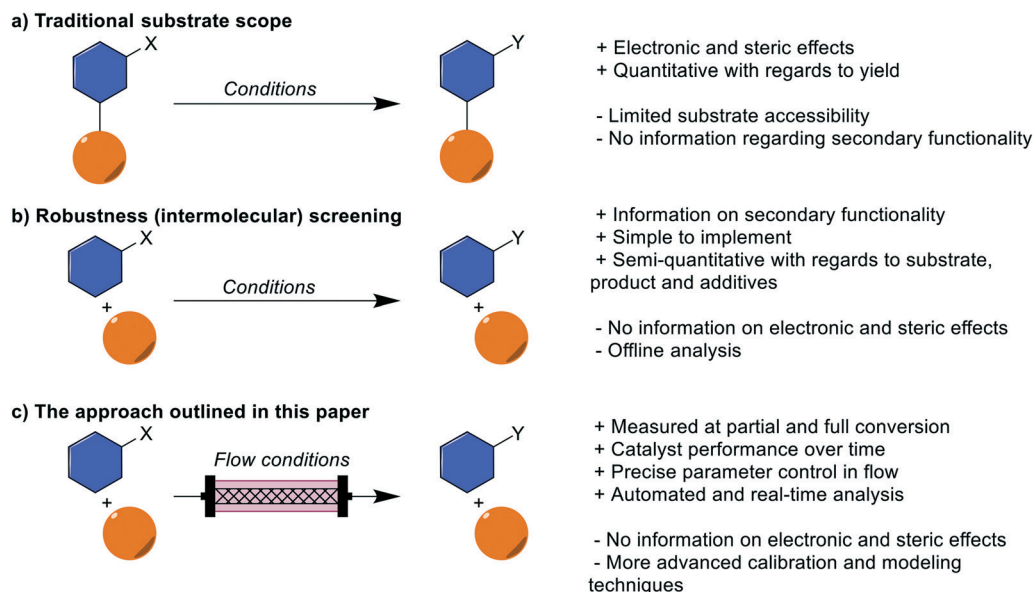 a) Traditional substrate scope
X
Conditions
Y
+ Electronic and steric effects
+ Quantitative with regards to yield
- Limited substrate accessibility
- No information regarding secondary functionality
b) Robustness (intermolecular) screening
X
+
Conditions
Y
+
+ Information on secondary functionality
+ Simple to implement
+ Semi-quantitative with regards to substrate,
product and additives
- No information on electronic and steric effects
- Offline analysis
c) The approach outlined in this paper
X
+
Flow conditions
Y
+
+ Measured at partial and full conversion
+ Catalyst performance over time
+ Precise parameter control in flow
+ Automated and real-time analysis
- No information on electronic and steric effects
- More advanced calibration and modeling
techniques